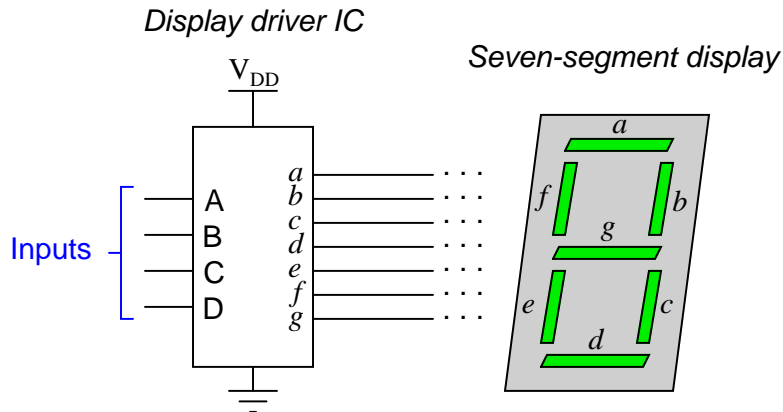 Display driver IC
Seven-segment display
VDD
Inputs
A
B
C
D
a
b
c
d
e
f
g
. . .
. . .
. . .
. . .
. . .
. . .
. . .
a
f
b
g
e
c
d